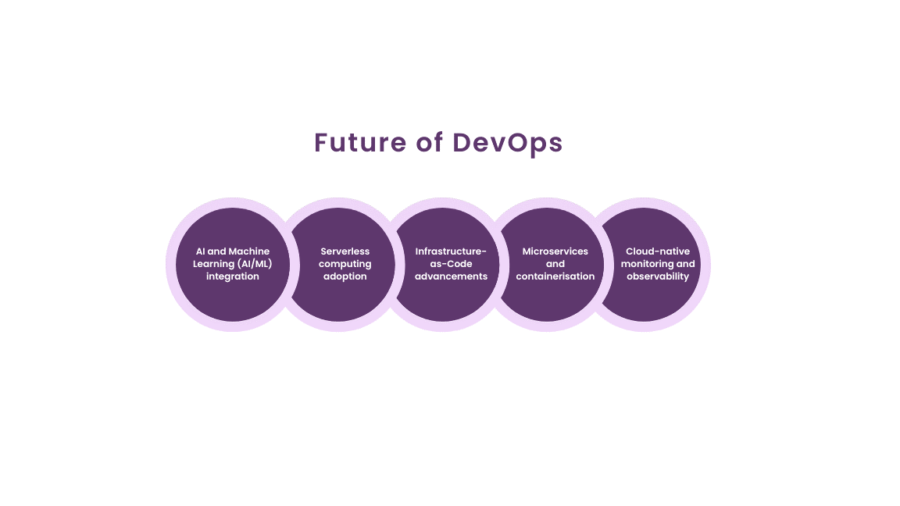 Future of DevOps
AI and Machine
Learning (AI/ML)
integration
Serverless
computing
adoption
Infrastructure-
as-Code
advancements
Microservices
and
containerisation
Cloud-native
monitoring and
observability